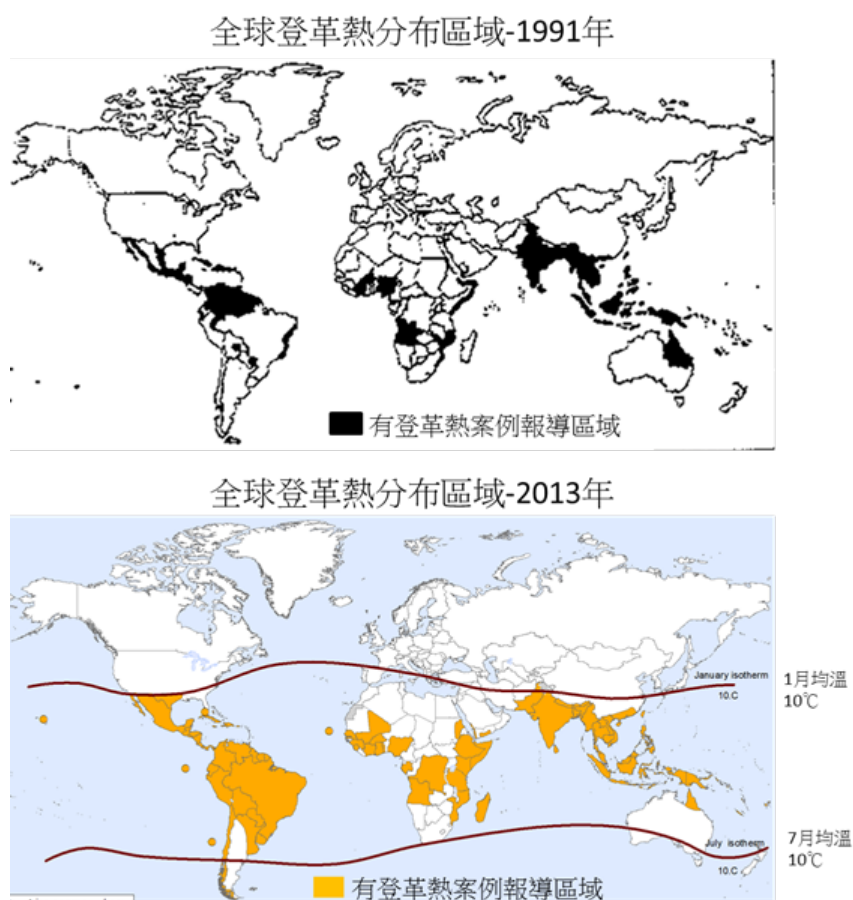 全球登革熱分布區域-1991年
有登革熱案例報導區域
全球登革熱分布區域-2013年
January isotherm
10.C
1月均溫
10℃
July isotherm
10.C
7月均溫
10℃
有登革熱案例報導區域